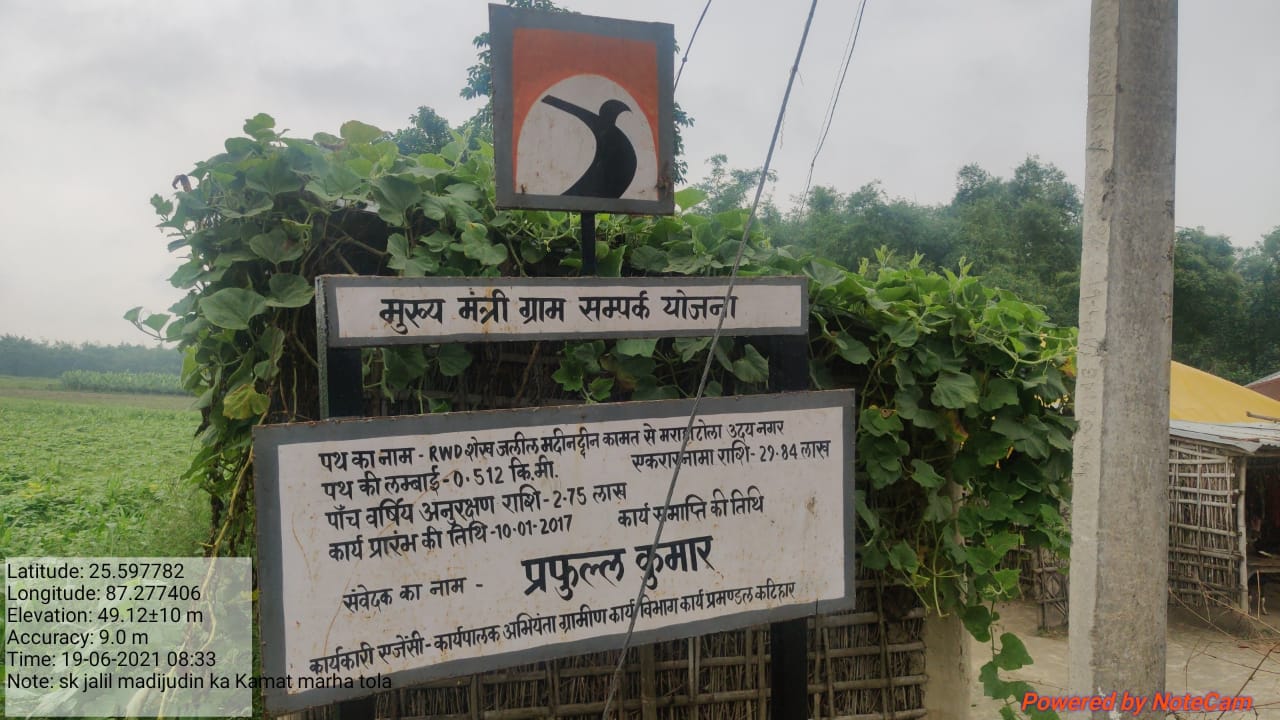 मुख्य मंत्री ग्राम सम्पर्क योजना
पथ का नाम - RWD शेख जलील मदीनद्दीन कामत से मराहा टोला उदय नगर
पथ की लम्बाई - 0.512 कि.मी. एकरारनामा राशि - 29.84 लाख
पाँच वर्षिय अनुरक्षण राशि - 2.75 लास
कार्य प्रारंभ की तिथि - 10-01-2017 कार्य समाप्ति की तिथि
संवेदक का नाम - प्रफुल्ल कुमार
कार्यकारी एजेंसी - कार्यपालक अभियंता ग्रामीण कार्य विभाग कार्य प्रमण्डल कटिहार
Latitude: 25.597782
Longitude: 87.277406
Elevation: 49.12±10 m
Accuracy: 9.0 m
Time: 19-06-2021 08:33
Note: sk jalil madijudin ka Kamat marha tola
Powered by NoteCam